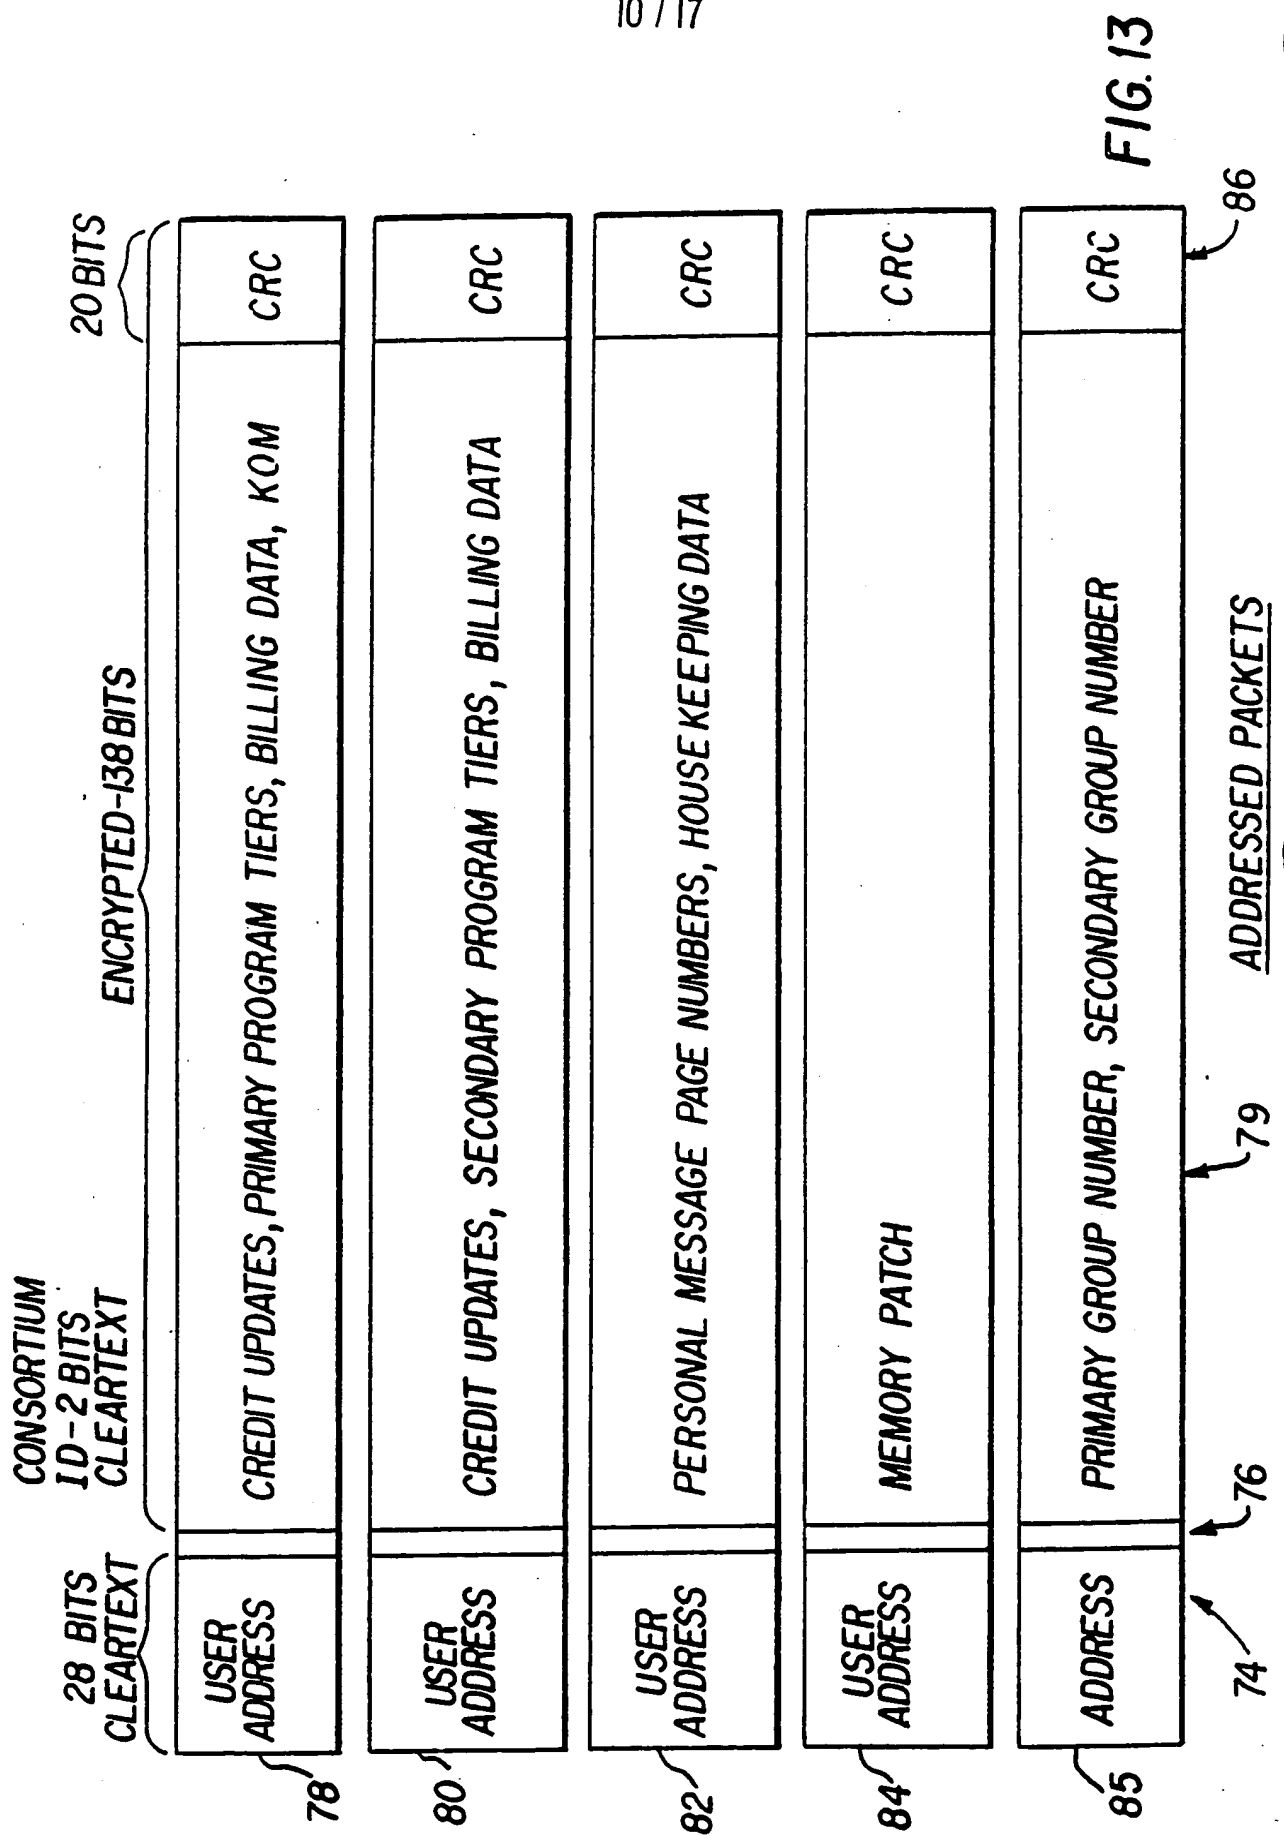 10 / 17
28 BITS
CLEARTEXT
CONSORTIUM
ID-2 BITS
CLEARTEXT
ENCRYPTED-138 BITS
20 BITS
78
USER
ADDRESS
CREDIT UPDATES, PRIMARY PROGRAM TIERS, BILLING DATA, KOM
CRC
80
USER
ADDRESS
CREDIT UPDATES, SECONDARY PROGRAM TIERS, BILLING DATA
CRC
82
USER
ADDRESS
PERSONAL MESSAGE PAGE NUMBERS, HOUSE KEEPING DATA
CRC
84
USER
ADDRESS
MEMORY PATCH
CRC
85
ADDRESS
PRIMARY GROUP NUMBER, SECONDARY GROUP NUMBER
CRC
74
76
79
86
ADDRESSED PACKETS
FIG. 13